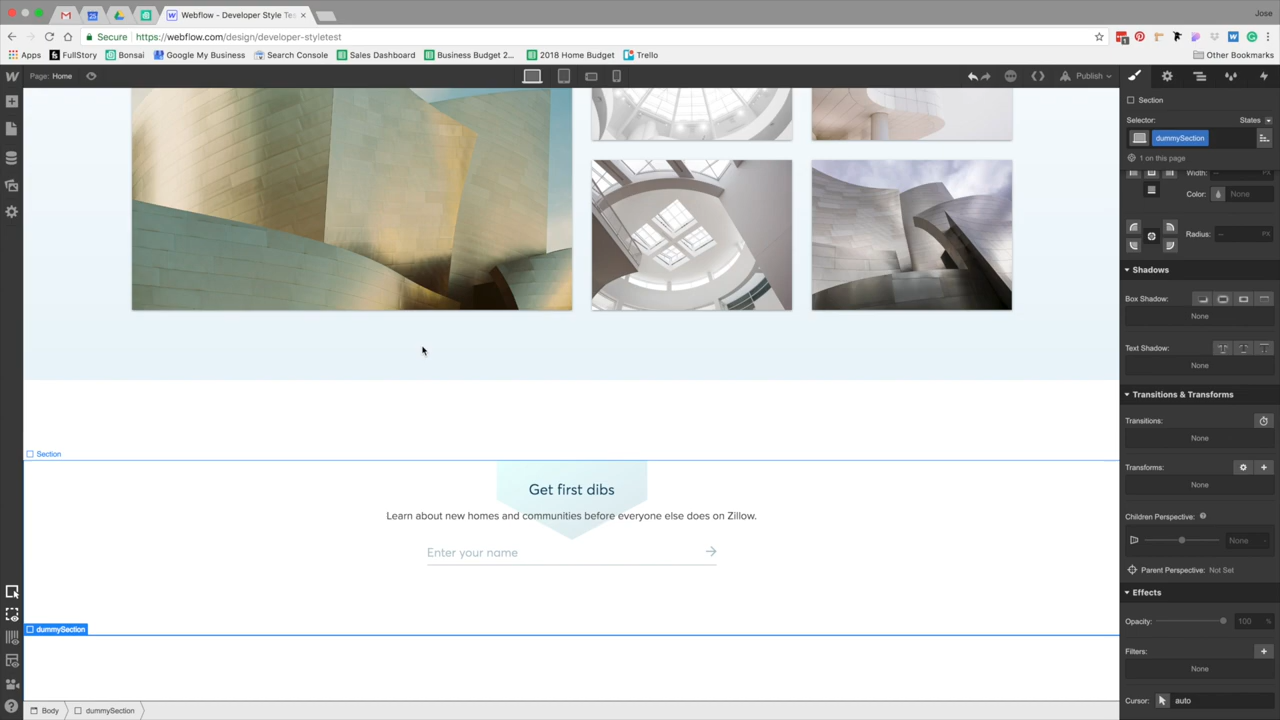 Webflow - Developer Style Te
Jose
Secure https://webflow.com/design/developer-styletest
Apps FullStory Bonsai Google My Business Search Console Sales Dashboard Business Budget 2... 2018 Home Budget Trello Other Bookmarks
Page: Home Publish
Section
Selector: States
dummySection
1 on this page
Width: PX
Color: None
Radius: PX
Shadows
Box Shadow:
None
Text Shadow:
None
Transitions & Transforms
Transitions:
None
Transforms:
None
Children Perspective:
None
Parent Perspective: Not Set
Effects
Opacity: 100 %
Filters:
None
Cursor: auto
Section
Get first dibs
Learn about new homes and communities before everyone else does on Zillow.
Enter your name
dummySection
Body dummySection